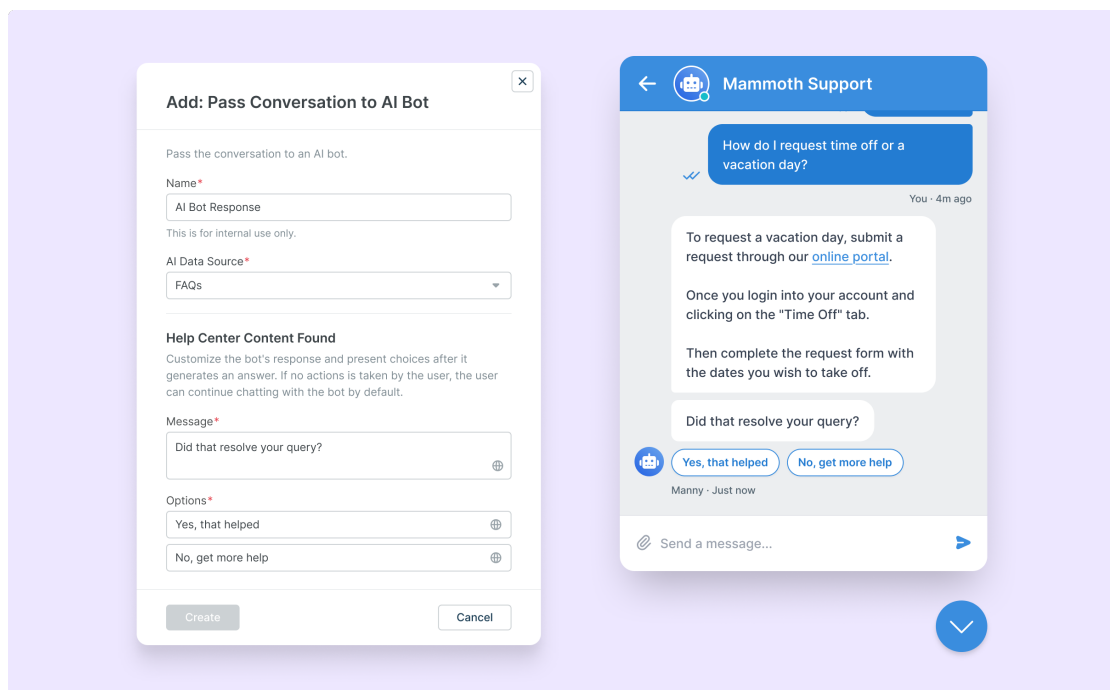 Add: Pass Conversation to AI Bot
Pass the conversation to an AI bot.
Name*
AI Bot Response
This is for internal use only.
AI Data Source*
FAQs
Help Center Content Found
Customize the bot's response and present choices after it
generates an answer. If no actions is taken by the user, the user
can continue chatting with the bot by default.
Message*
Did that resolve your query?
Options*
Yes, that helped
No, get more help
Create
Cancel
Mammoth Support
How do I request time off or a
vacation day?
You · 4m ago
To request a vacation day, submit a
request through our online portal.
Once you login into your account and
clicking on the "Time Off" tab.
Then complete the request form with
the dates you wish to take off.
Did that resolve your query?
Yes, that helped
No, get more help
Manny · Just now
Send a message...